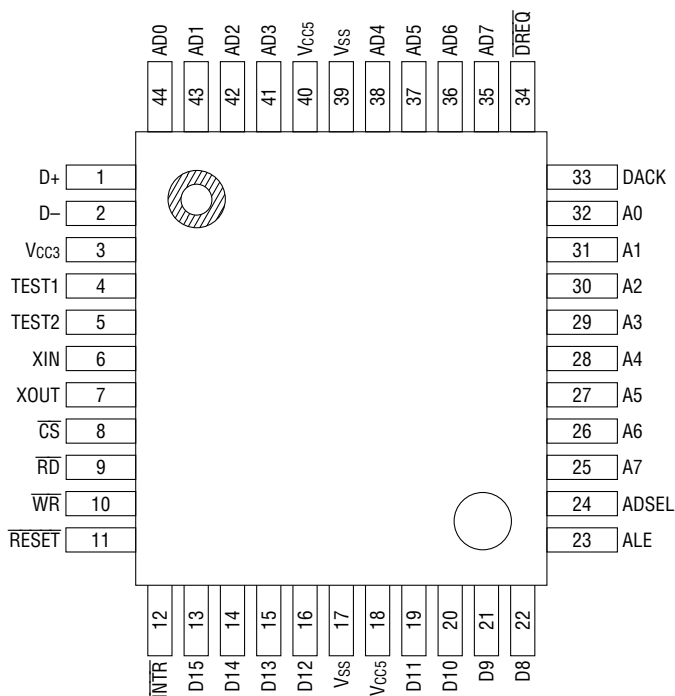 AD0 AD1 AD2 AD3 VCC5 VSS AD4 AD5 AD6 AD7 DREQ
44 43 42 41 40 39 38 37 36 35 34
D+ 1 33 DACK
D– 2 32 A0
VCC3 3 31 A1
TEST1 4 30 A2
TEST2 5 29 A3
XIN 6 28 A4
XOUT 7 27 A5
CS 8 26 A6
RD 9 25 A7
WR 10 24 ADSEL
RESET 11 23 ALE
12 13 14 15 16 17 18 19 20 21 22
INTR D15 D14 D13 D12 VSS VCC5 D11 D10 D9 D8